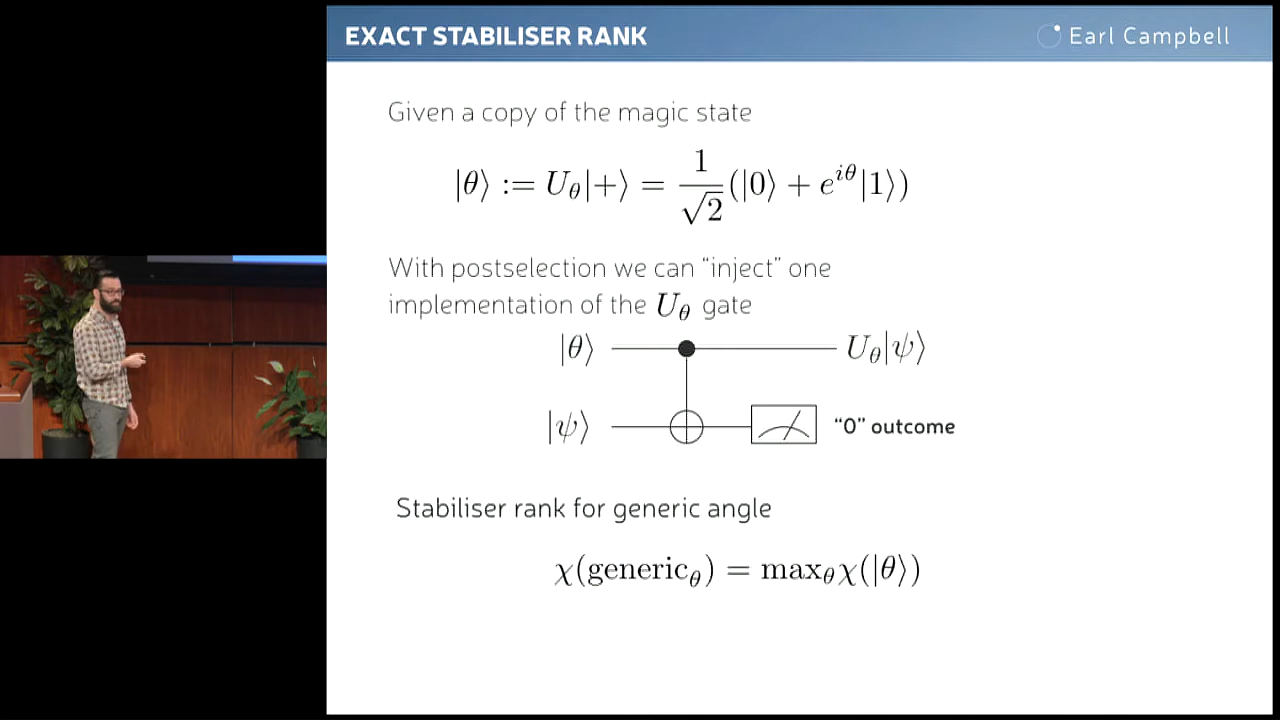 EXACT STABILISER RANK
Earl Campbell
Given a copy of the magic state
|θ⟩ := U_θ|+⟩ = 1/√2 (|0⟩ + e^{iθ}|1⟩)
With postselection we can “inject” one
implementation of the U_θ gate
|θ⟩ U_θ|ψ⟩
|ψ⟩ “0” outcome
Stabiliser rank for generic angle
χ(generic_θ) = max_θ χ(|θ⟩)